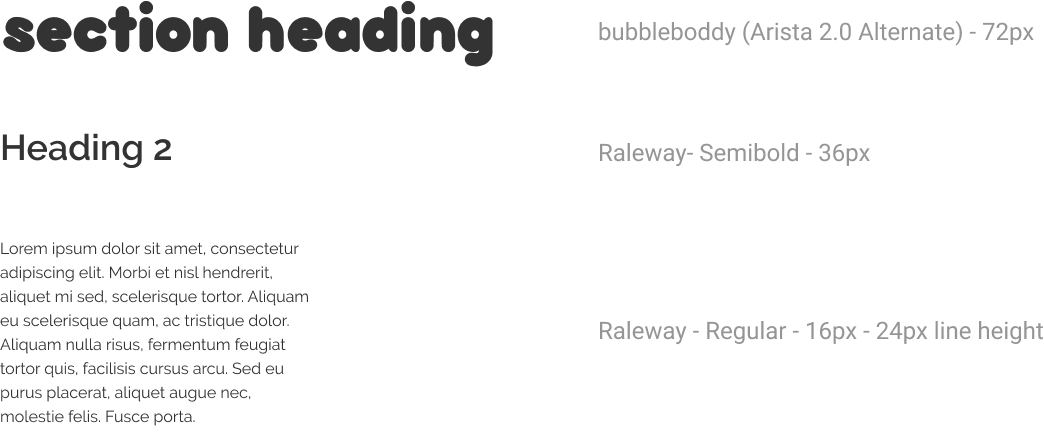 section heading
bubbleboddy (Arista 2.0 Alternate) - 72px
Heading 2
Raleway- Semibold - 36px
Lorem ipsum dolor sit amet, consectetur
adipiscing elit. Morbi et nisl hendrerit,
aliquet mi sed, scelerisque tortor. Aliquam
eu scelerisque quam, ac tristique dolor.
Aliquam nulla risus, fermentum feugiat
tortor quis, facilisis cursus arcu. Sed eu
purus placerat, aliquet augue nec,
molestie felis. Fusce porta.
Raleway - Regular - 16px - 24px line height